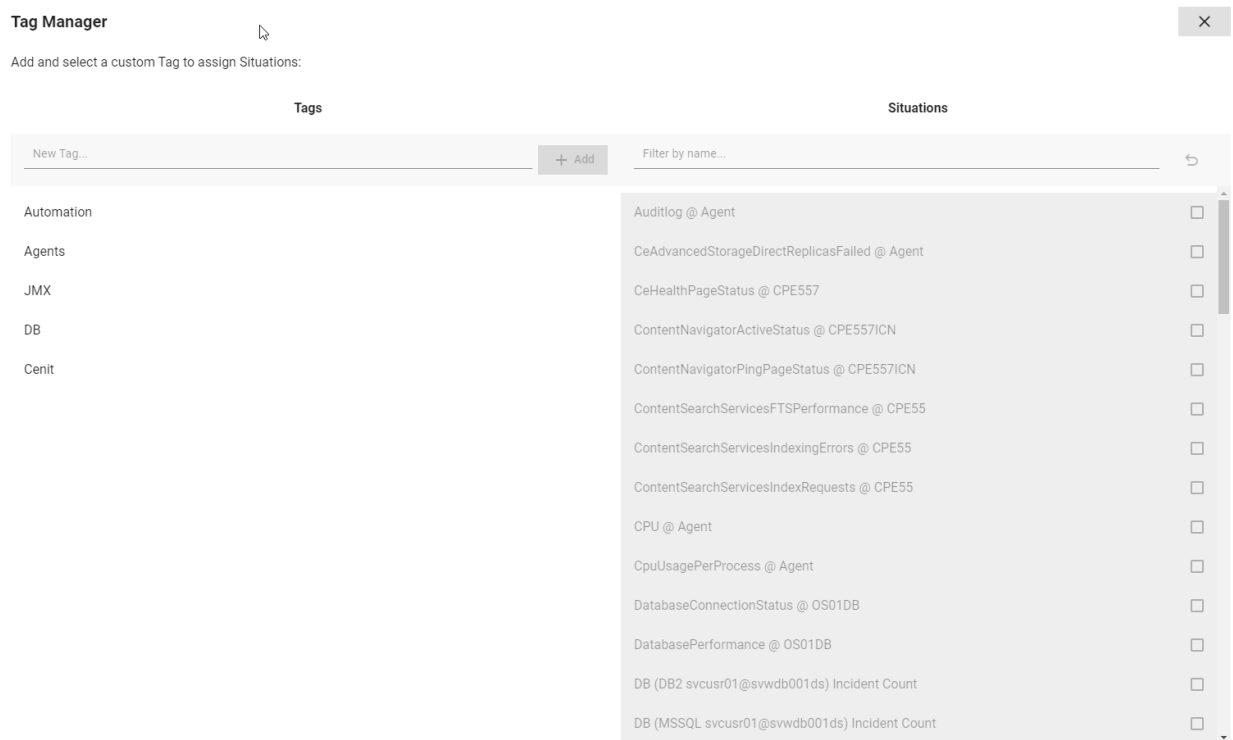 Tag Manager
Add and select a custom Tag to assign Situations:
Tags
Situations
New Tag...
Add
Filter by name...
Automation
Agents
JMX
DB
Cenit
Auditlog @ Agent
CeAdvancedStorageDirectReplicasFailed @ Agent
CeHealthPageStatus @ CPE557
ContentNavigatorActiveStatus @ CPE557ICN
ContentNavigatorPingPageStatus @ CPE557ICN
ContentSearchServicesFTSPerformance @ CPE55
ContentSearchServicesIndexingErrors @ CPE55
ContentSearchServicesIndexRequests @ CPE55
CPU @ Agent
CpuUsagePerProcess @ Agent
DatabaseConnectionStatus @ OS01DB
DatabasePerformance @ OS01DB
DB (DB2 svcusr01@svwdb001ds) Incident Count
DB (MSSQL svcusr01@svwdb001ds) Incident Count